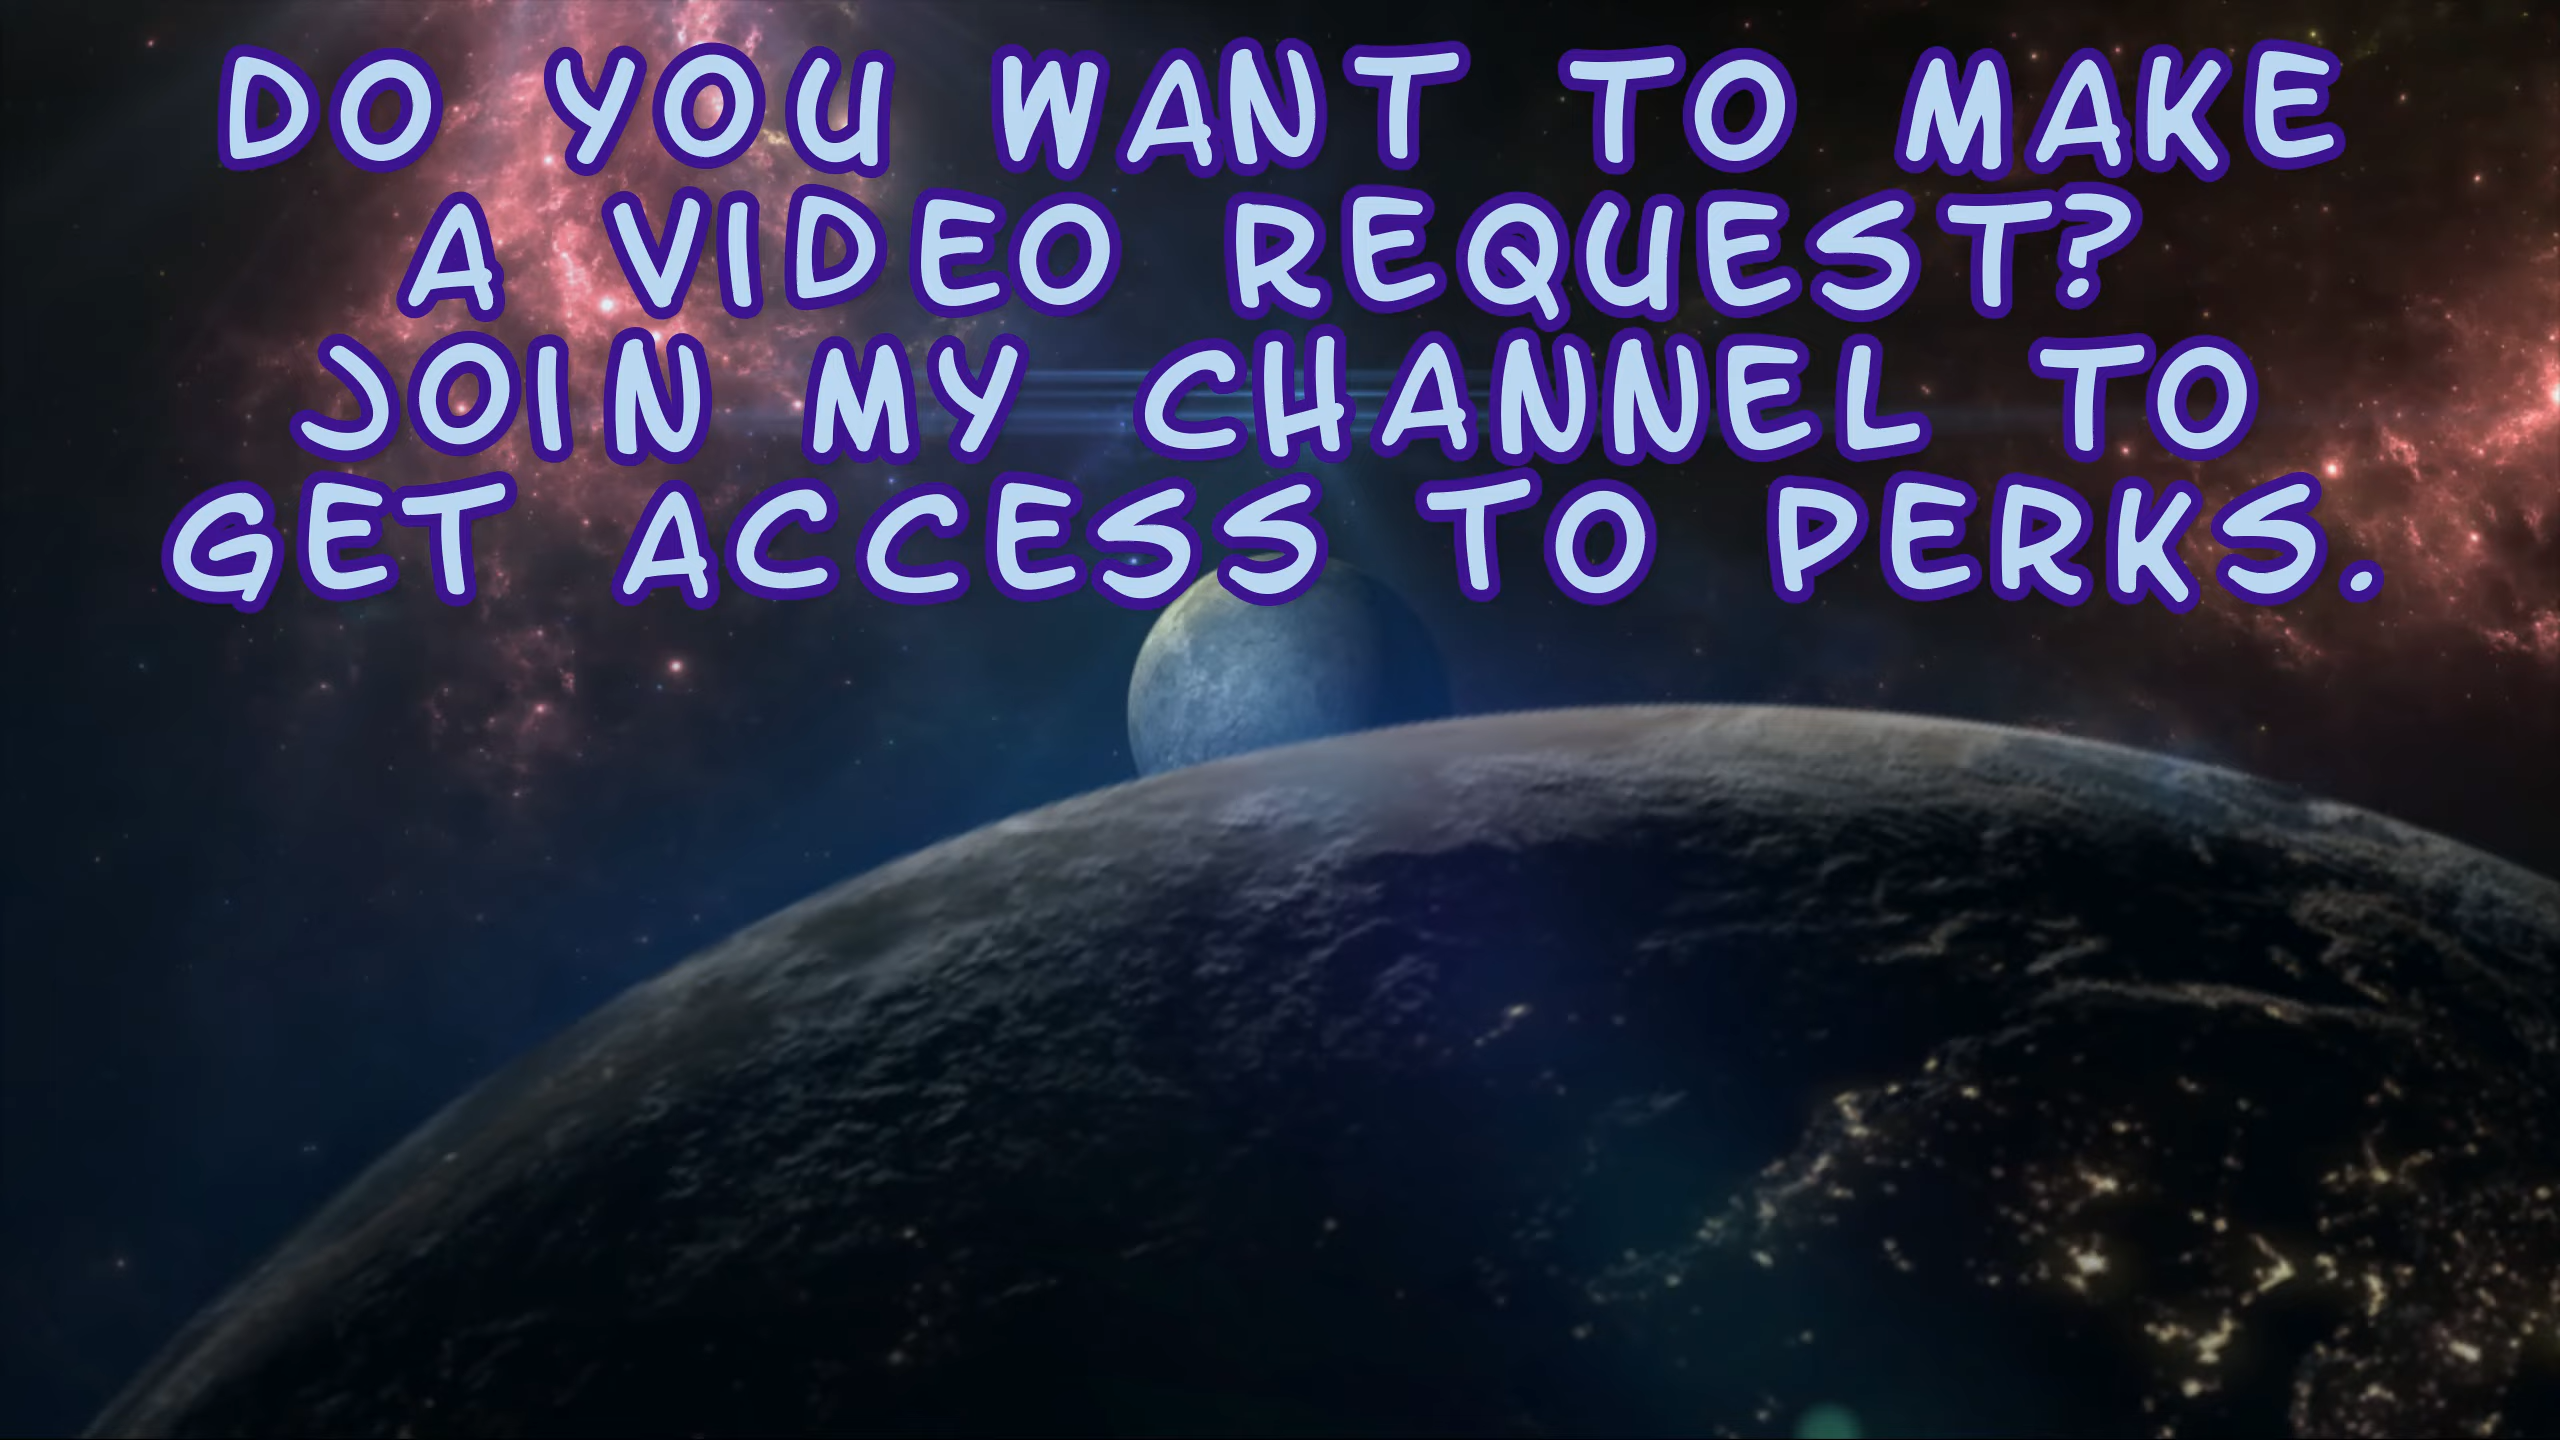 DO YOU WANT TO MAKE
A VIDEO REQUEST?
JOIN MY CHANNEL TO
GET ACCESS TO PERKS.